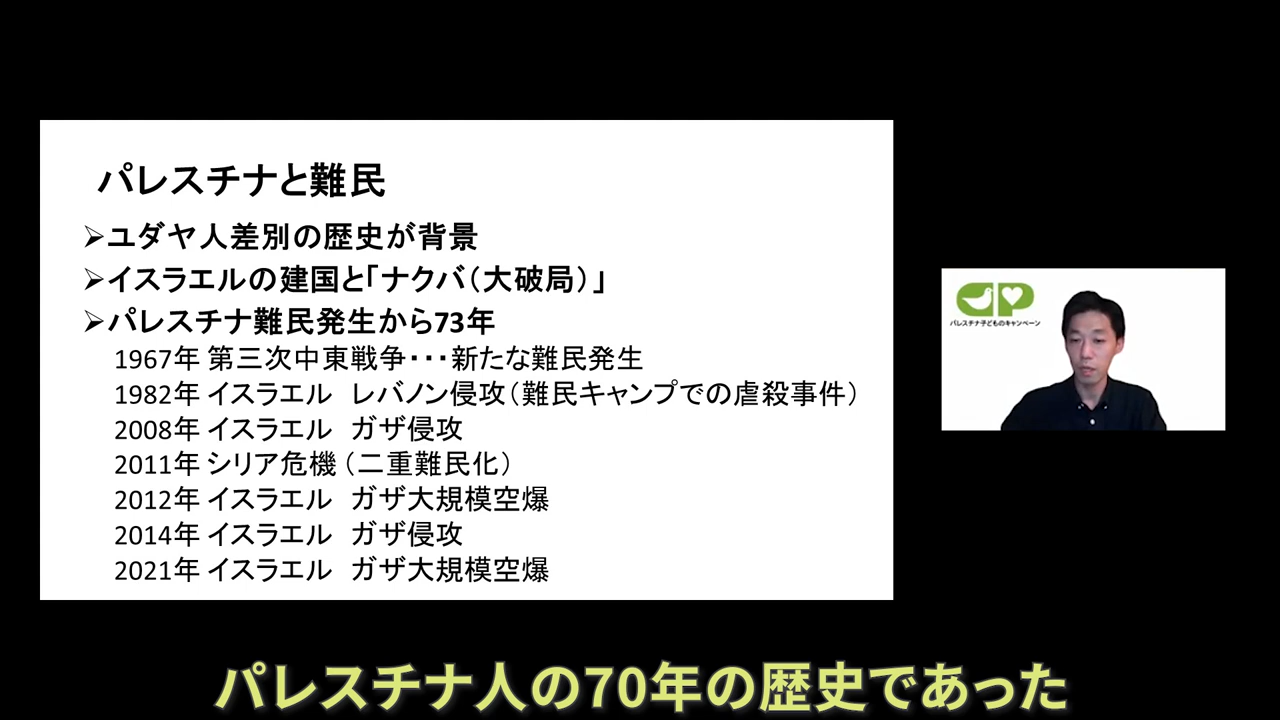 パレスチナと難民
➢ユダヤ人差別の歴史が背景
➢イスラエルの建国と「ナクバ（大破局）」
➢パレスチナ難民発生から73年
1967年 第三次中東戦争・・・新たな難民発生
1982年 イスラエル　レバノン侵攻（難民キャンプでの虐殺事件）
2008年 イスラエル　ガザ侵攻
2011年 シリア危機（二重難民化）
2012年 イスラエル　ガザ大規模空爆
2014年 イスラエル　ガザ侵攻
2021年 イスラエル　ガザ大規模空爆
パレスチナ子どものキャンペーン
パレスチナ人の70年の歴史であった